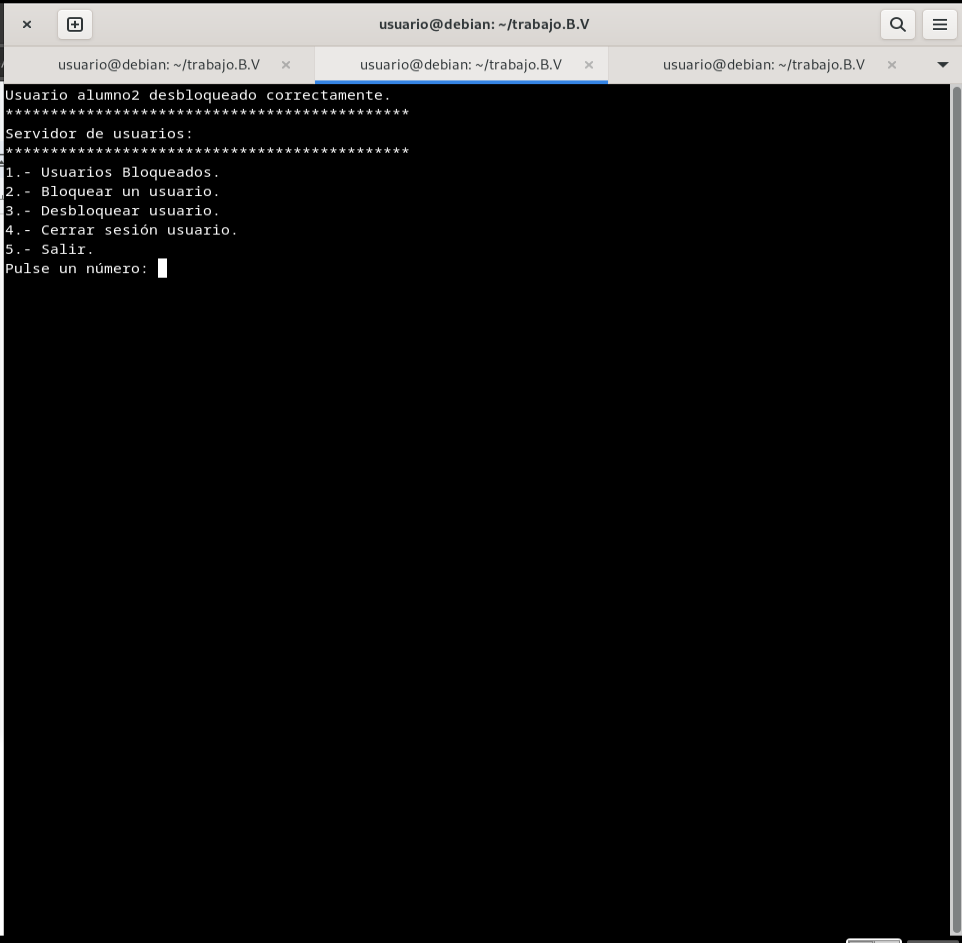 usuario@debian: ~/trabajo.B.V
usuario@debian: ~/trabajo.B.V usuario@debian: ~/trabajo.B.V usuario@debian: ~/trabajo.B.V
Usuario alumno2 desbloqueado correctamente.
*********************************************
Servidor de usuarios:
*********************************************
1.- Usuarios Bloqueados.
2.- Bloquear un usuario.
3.- Desbloquear usuario.
4.- Cerrar sesión usuario.
5.- Salir.
Pulse un número: